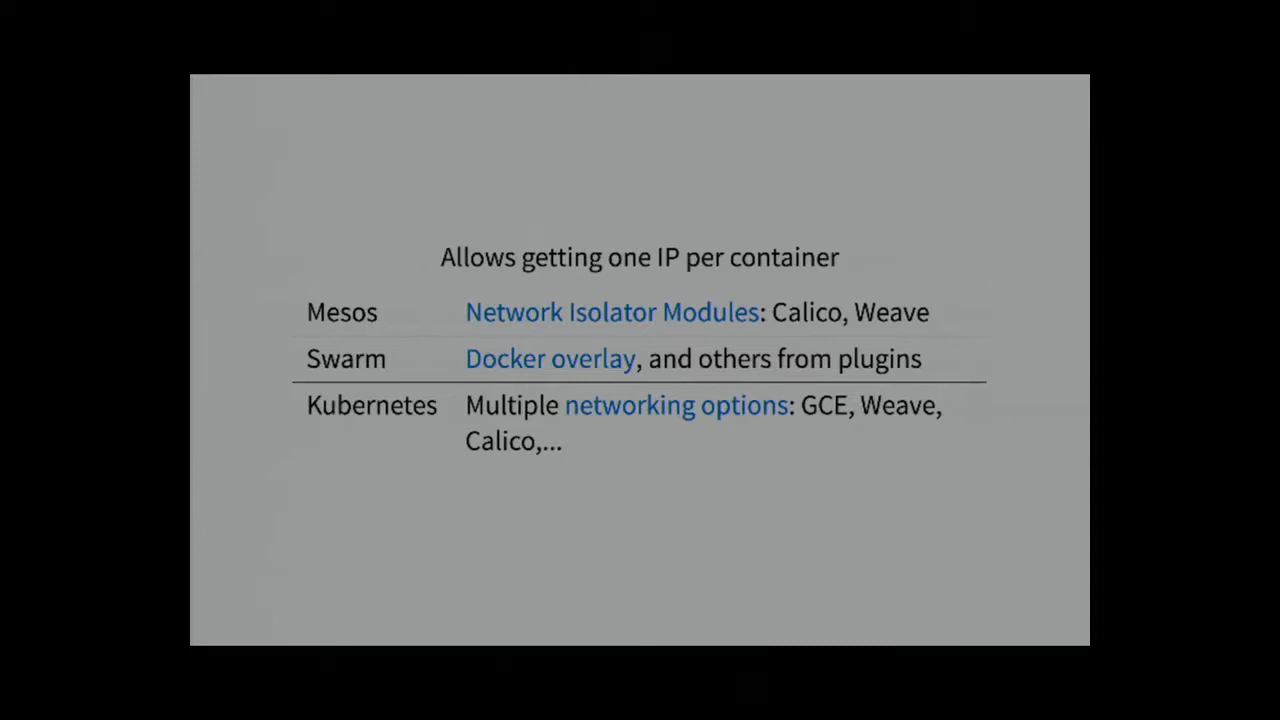 Allows getting one IP per container
Mesos Network Isolator Modules: Calico, Weave
Swarm Docker overlay, and others from plugins
Kubernetes Multiple networking options: GCE, Weave,
Calico,...